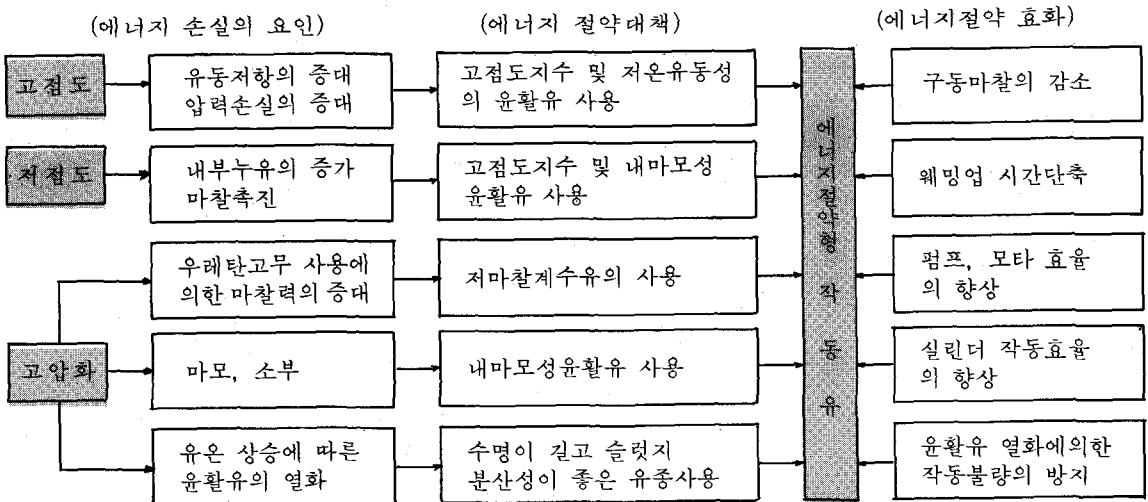 (에너지 손실의 요인)
(에너지 절약대책)
(에너지절약 효화)
고점도
유동저항의 증대
압력손실의 증대
고점도지수 및 저온유동성
의 윤활유 사용
구동마찰의 감소
저점도
내부누유의 증가
마찰촉진
고점도지수 및 내마모성
윤활유 사용
웨밍업 시간단축
고압화
우레탄고무 사용에
의한 마찰력의 증대
저마찰계수유의 사용
펌프, 모타 효율
의 향상
마모, 소부
내마모성윤활유 사용
실린더 작동효율
의 향상
유온 상승에 따른
윤활유의 열화
수명이 길고 슬럿지
분산성이 좋은 유종사용
윤활유 열화에의한
작동불량의 방지
에너지절약형 작동유